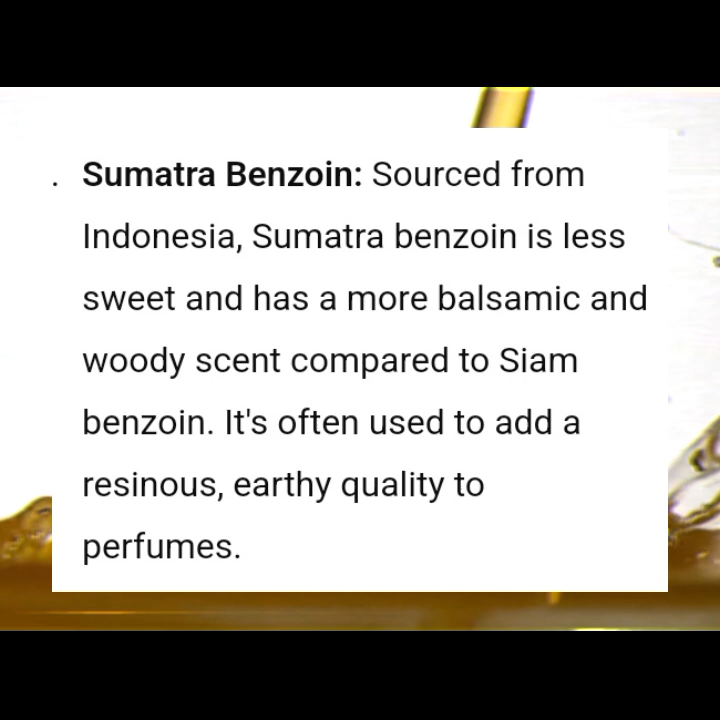 . Sumatra Benzoin: Sourced from
Indonesia, Sumatra benzoin is less
sweet and has a more balsamic and
woody scent compared to Siam
benzoin. It's often used to add a
resinous, earthy quality to
perfumes.